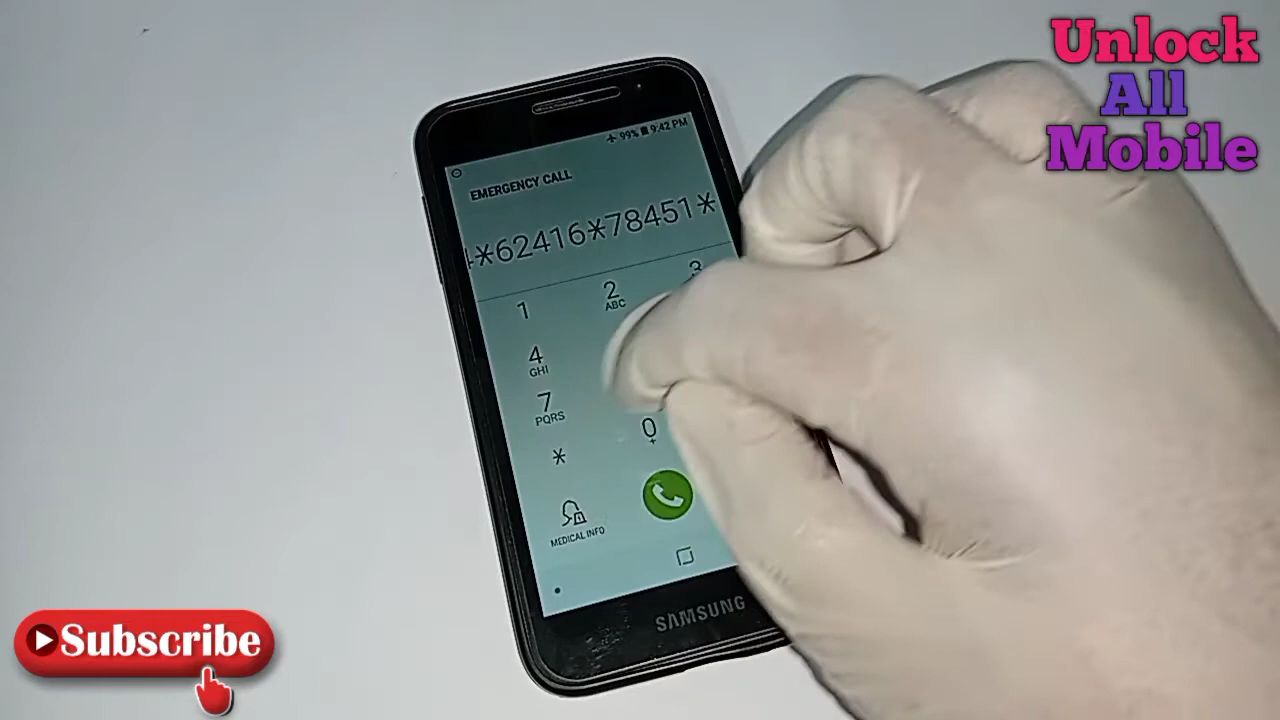 Unlock
All
Mobile
99% 9:42 PM
EMERGENCY CALL
*62416*78451*
1
2
3
ABC
4
GHI
7
PQRS
0
+
*
MEDICAL INFO
SAMSUNG
Subscribe